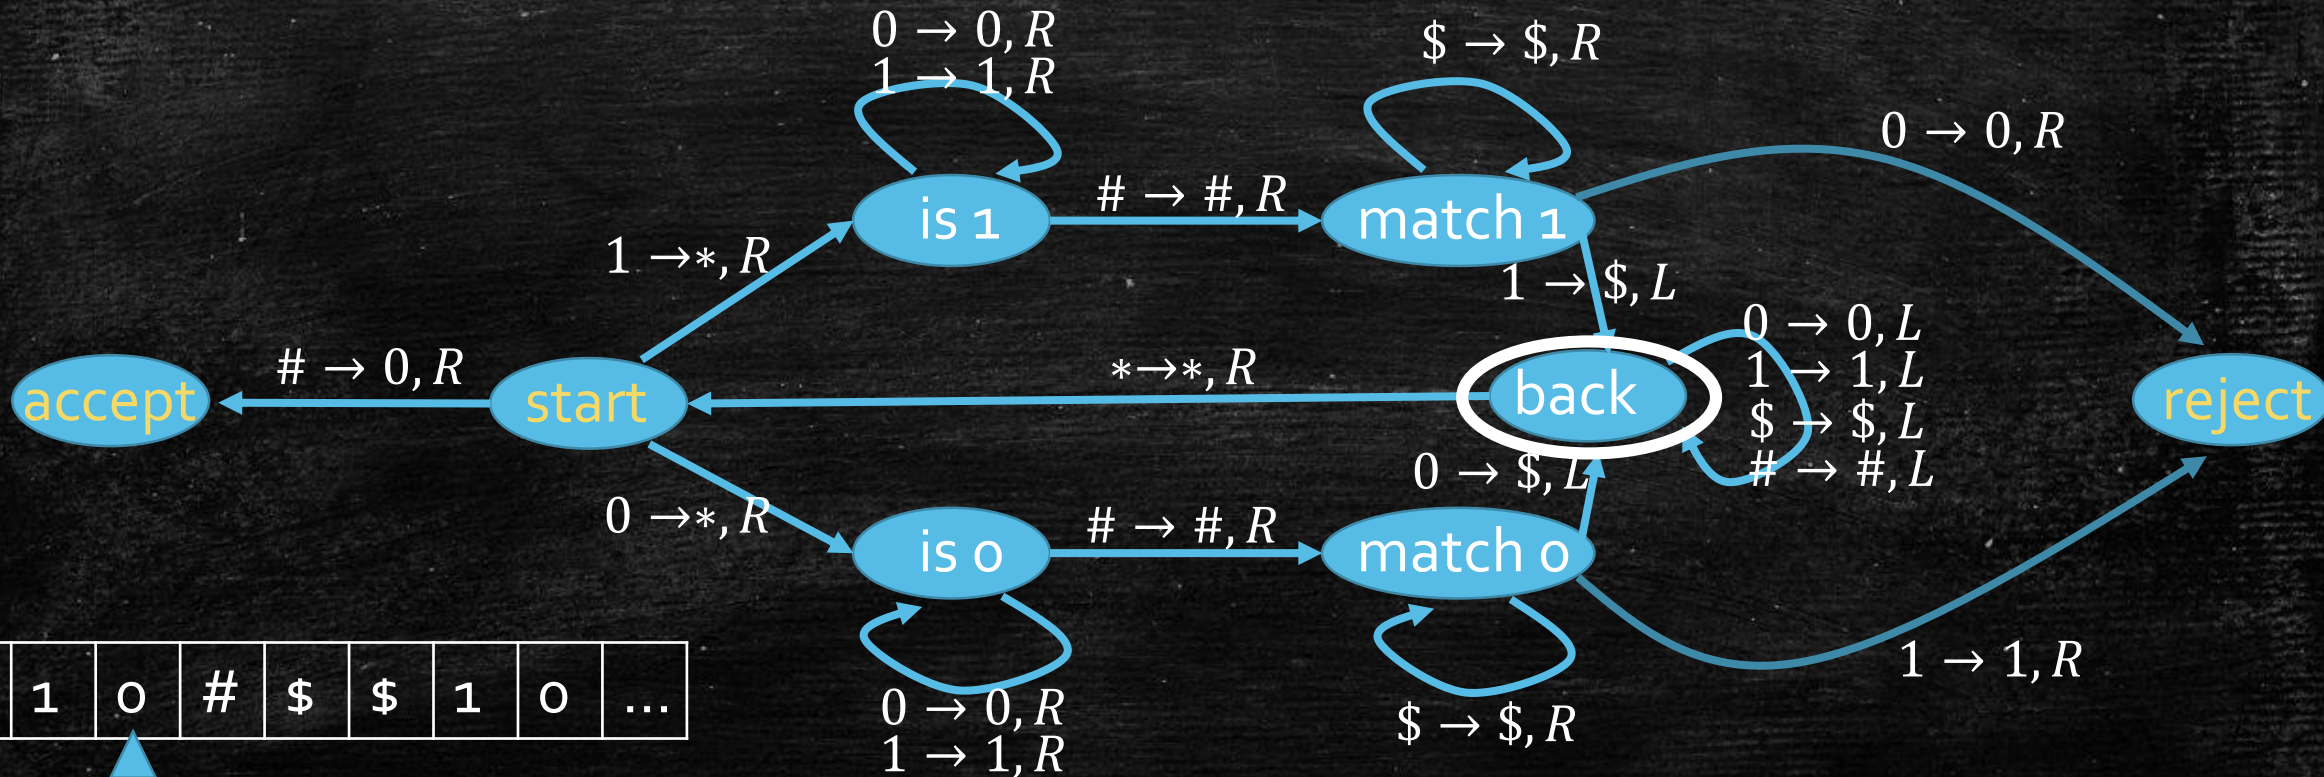 0 → 0, R
1 → 1, R
$ → $, R
0 → 0, R
is 1
# → #, R
match 1
1 →*, R
1 → $, L
0 → 0, L
1 → 1, L
$ → $, L
# → #, L
accept
# → 0, R
start
*→*, R
back
reject
0 → $, L
0 →*, R
is 0
# → #, R
match 0
1 → 1, R
0 → 0, R
1 → 1, R
$ → $, R
1 0 # $ $ 1 0 ...